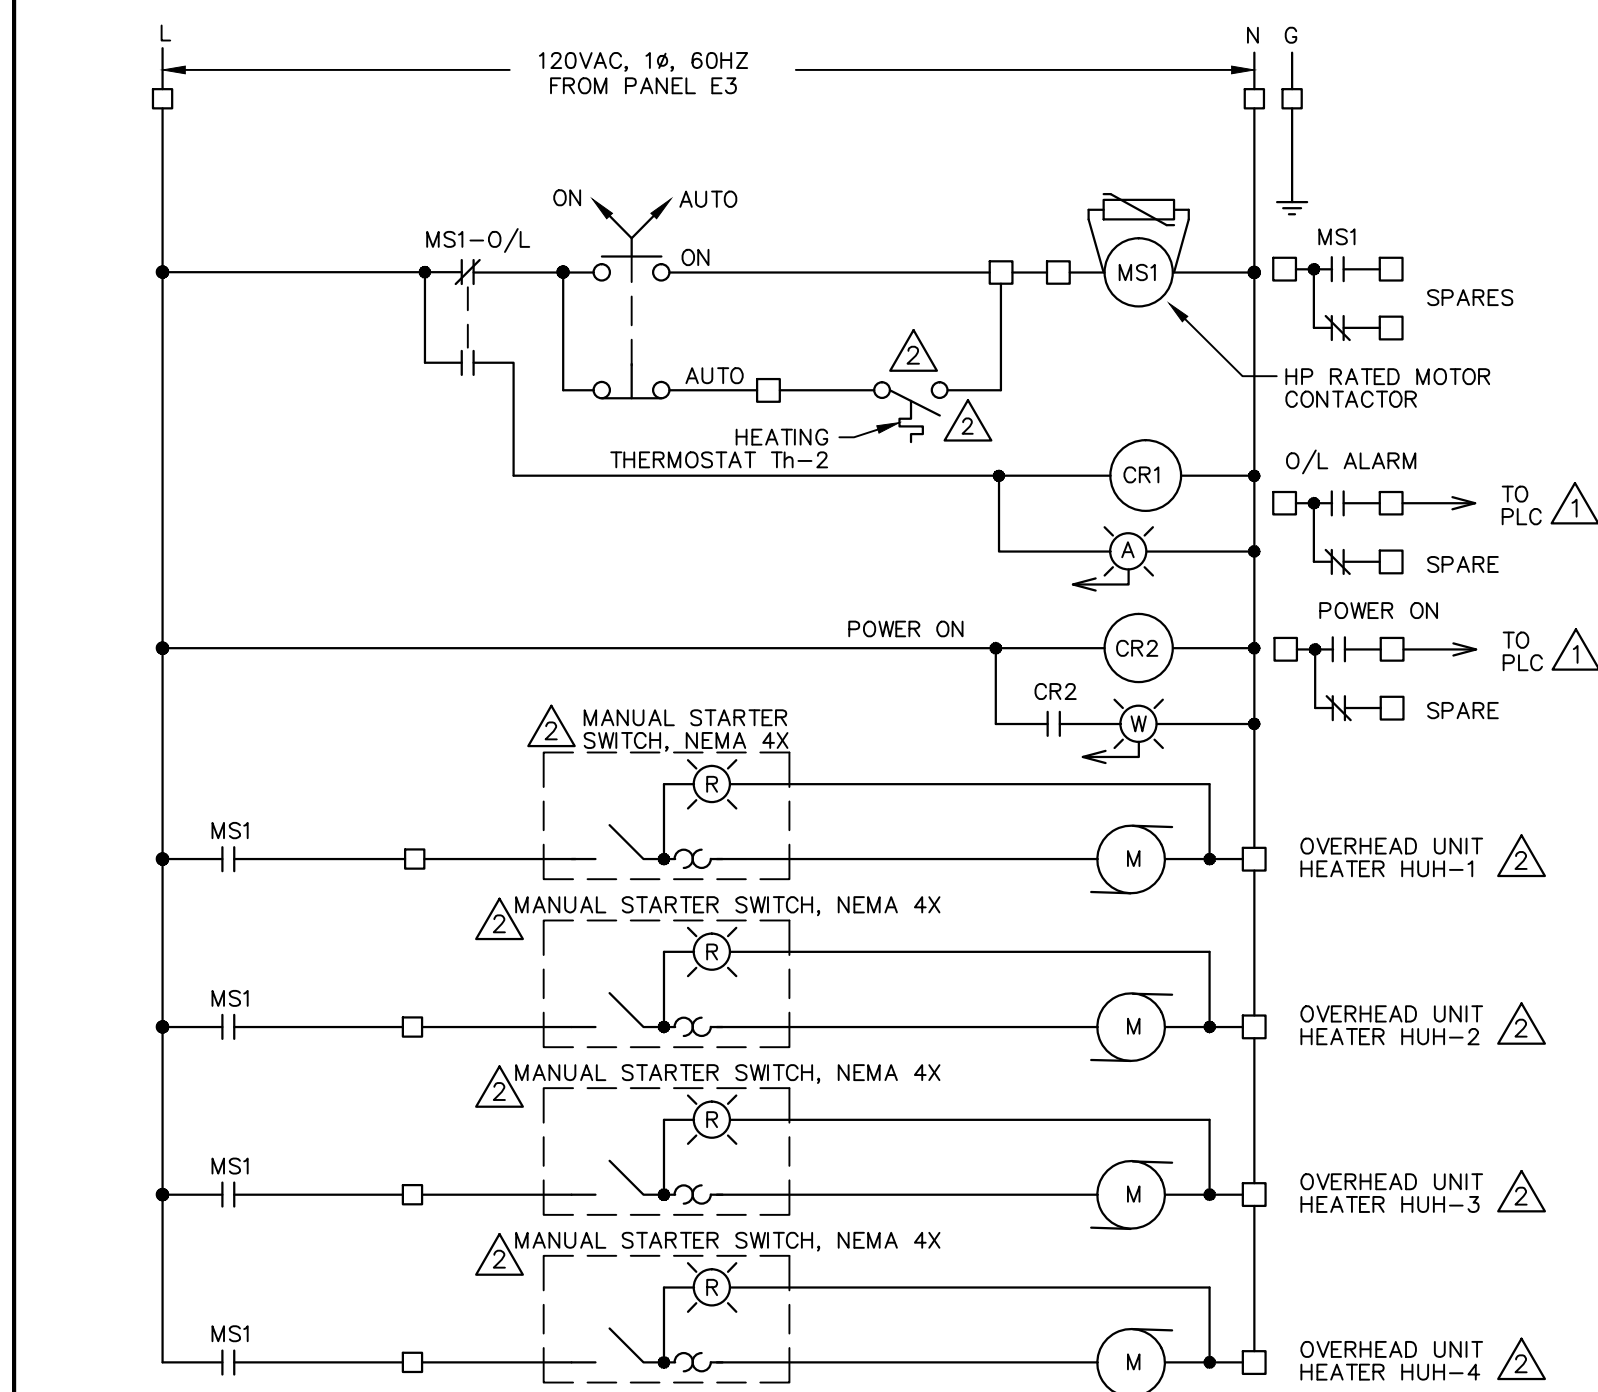 L
N G
120VAC, 1ø, 60HZ
FROM PANEL E3
ON
AUTO
MS1-O/L
ON
MS1
MS1
SPARES
2
AUTO
HP RATED MOTOR
CONTACTOR
2
HEATING
THERMOSTAT Th-2
CR1
O/L ALARM
TO
PLC
1
A
SPARE
POWER ON
POWER ON
CR2
TO
PLC
1
CR2
W
SPARE
2
MANUAL STARTER
SWITCH, NEMA 4X
R
MS1
M
OVERHEAD UNIT
HEATER HUH-1
2
2
MANUAL STARTER SWITCH, NEMA 4X
R
MS1
M
OVERHEAD UNIT
HEATER HUH-2
2
2
MANUAL STARTER SWITCH, NEMA 4X
R
MS1
M
OVERHEAD UNIT
HEATER HUH-3
2
2
MANUAL STARTER SWITCH, NEMA 4X
R
MS1
M
OVERHEAD UNIT
HEATER HUH-4
2